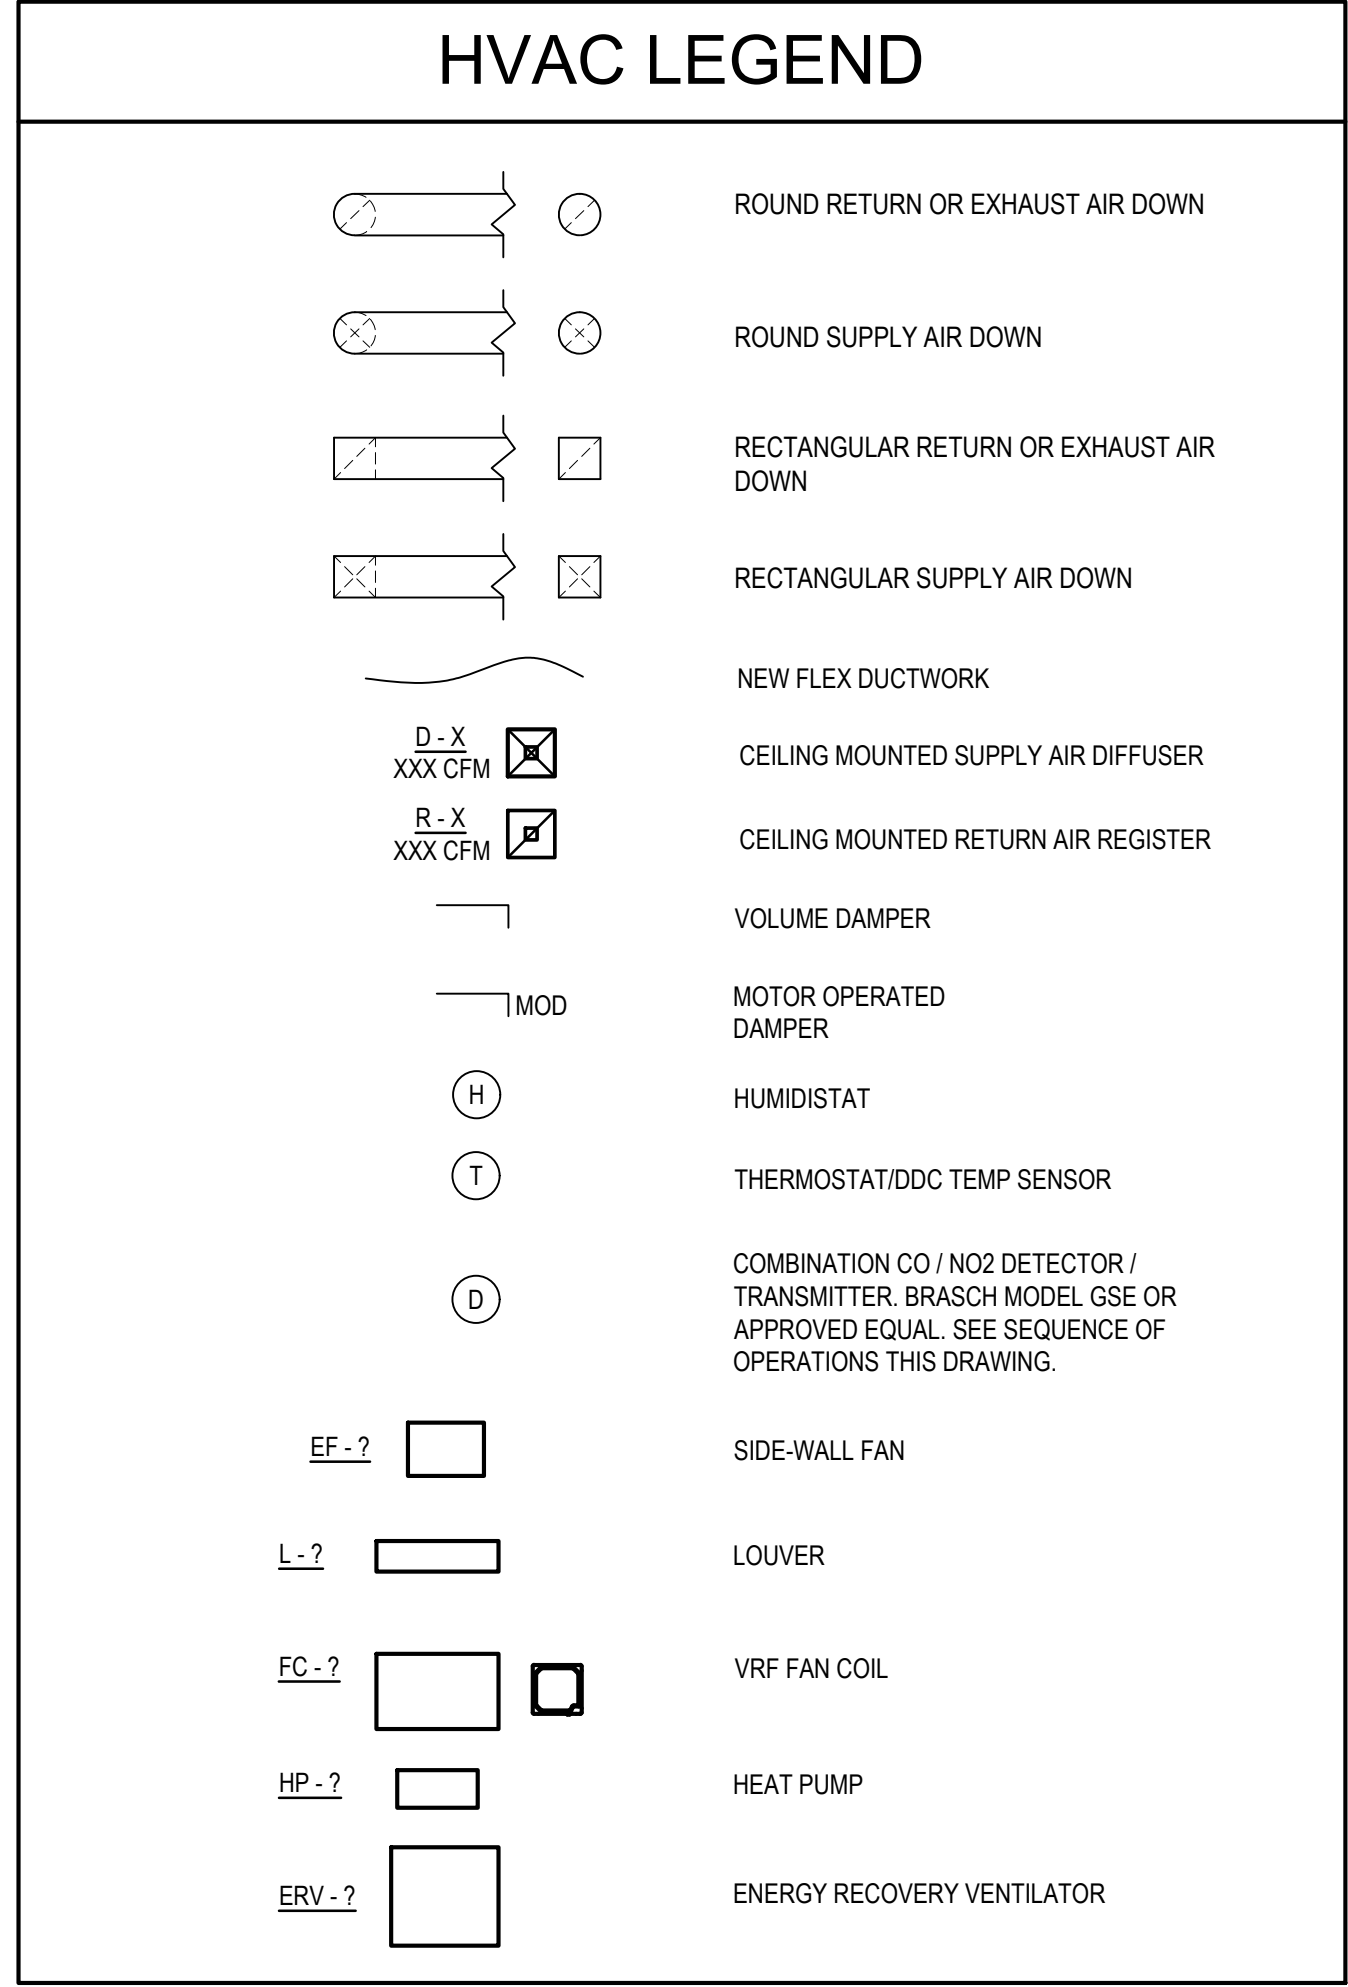 HVAC LEGEND
ROUND RETURN OR EXHAUST AIR DOWN
ROUND SUPPLY AIR DOWN
RECTANGULAR RETURN OR EXHAUST AIR
DOWN
RECTANGULAR SUPPLY AIR DOWN
NEW FLEX DUCTWORK
D - X
XXX CFM
CEILING MOUNTED SUPPLY AIR DIFFUSER
R - X
XXX CFM
CEILING MOUNTED RETURN AIR REGISTER
VOLUME DAMPER
MOD
MOTOR OPERATED
DAMPER
H
HUMIDISTAT
T
THERMOSTAT/DDC TEMP SENSOR
D
COMBINATION CO / NO2 DETECTOR /
TRANSMITTER. BRASCH MODEL GSE OR
APPROVED EQUAL. SEE SEQUENCE OF
OPERATIONS THIS DRAWING.
EF - ?
SIDE-WALL FAN
L - ?
LOUVER
FC - ?
VRF FAN COIL
HP - ?
HEAT PUMP
ERV - ?
ENERGY RECOVERY VENTILATOR